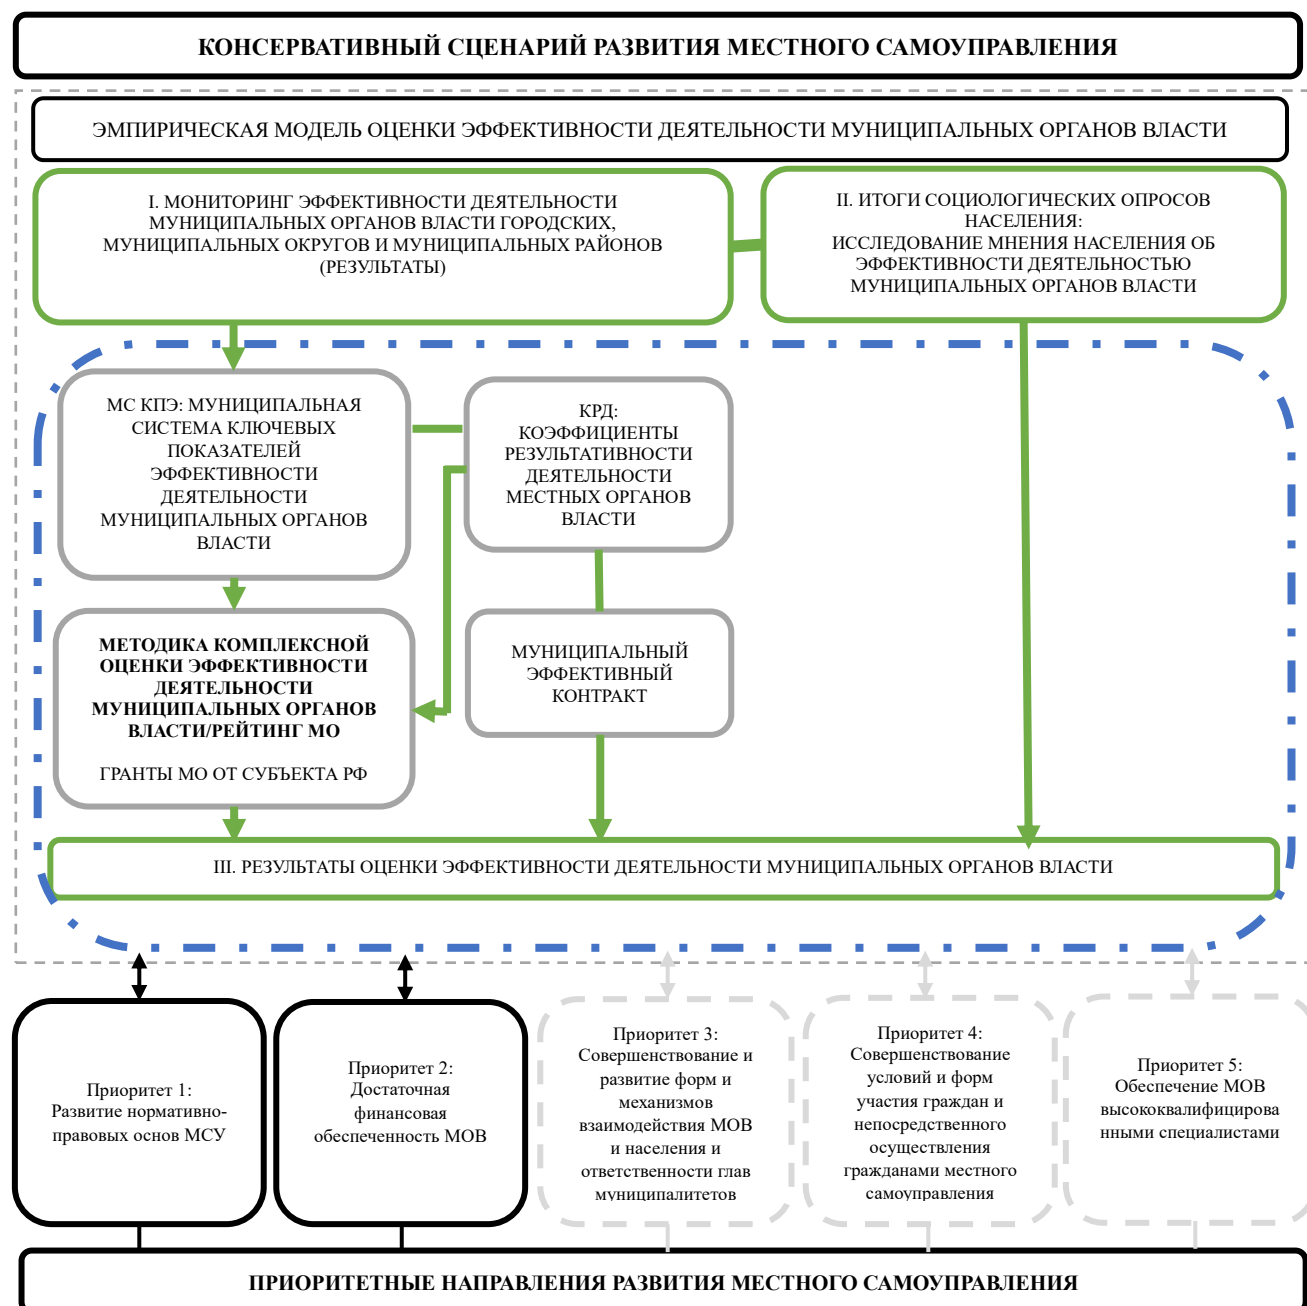 КОНСЕРВАТИВНЫЙ СЦЕНАРИЙ РАЗВИТИЯ МЕСТНОГО САМОУПРАВЛЕНИЯ
ЭМПИРИЧЕСКАЯ МОДЕЛЬ ОЦЕНКИ ЭФФЕКТИВНОСТИ ДЕЯТЕЛЬНОСТИ МУНИЦИПАЛЬНЫХ ОРГАНОВ ВЛАСТИ
I. МОНИТОРИНГ ЭФФЕКТИВНОСТИ ДЕЯТЕЛЬНОСТИ
МУНИЦИПАЛЬНЫХ ОРГАНОВ ВЛАСТИ ГОРОДСКИХ,
МУНИЦИПАЛЬНЫХ ОКРУГОВ И МУНИЦИПАЛЬНЫХ РАЙОНОВ
(РЕЗУЛЬТАТЫ)
II. ИТОГИ СОЦИОЛОГИЧЕСКИХ ОПРОСОВ
НАСЕЛЕНИЯ:
ИССЛЕДОВАНИЕ МНЕНИЯ НАСЕЛЕНИЯ ОБ
ЭФФЕКТИВНОСТИ ДЕЯТЕЛЬНОСТЬЮ
МУНИЦИПАЛЬНЫХ ОРГАНОВ ВЛАСТИ
МС КПЭ: МУНИЦИПАЛЬНАЯ
СИСТЕМА КЛЮЧЕВЫХ
ПОКАЗАТЕЛЕЙ
ЭФФЕКТИВНОСТИ
ДЕЯТЕЛЬНОСТИ
МУНИЦИПАЛЬНЫХ ОРГАНОВ
ВЛАСТИ
КРД:
КОЭФФИЦИЕНТЫ
РЕЗУЛЬТАТИВНОСТИ
ДЕЯТЕЛЬНОСТИ
МЕСТНЫХ ОРГАНОВ
ВЛАСТИ
МЕТОДИКА КОМПЛЕКСНОЙ
ОЦЕНКИ ЭФФЕКТИВНОСТИ
ДЕЯТЕЛЬНОСТИ
МУНИЦИПАЛЬНЫХ ОРГАНОВ
ВЛАСТИ/РЕЙТИНГ МО
ГРАНТЫ МО ОТ СУБЪЕКТА РФ
МУНИЦИПАЛЬНЫЙ
ЭФФЕКТИВНЫЙ
КОНТРАКТ
III. РЕЗУЛЬТАТЫ ОЦЕНКИ ЭФФЕКТИВНОСТИ ДЕЯТЕЛЬНОСТИ МУНИЦИПАЛЬНЫХ ОРГАНОВ ВЛАСТИ
Приоритет 1:
Развитие нормативно-
правовых основ МСУ
Приоритет 2:
Достаточная
финансовая
обеспеченность МОВ
Приоритет 3:
Совершенствование и
развитие форм и
механизмов
взаимодействия МОВ
и населения и
ответственности глав
муниципалитетов
Приоритет 4:
Совершенствование
условий и форм
участия граждан и
непосредственного
осуществления
гражданами местного
самоуправления
Приоритет 5:
Обеспечение МОВ
высококвалифицирова
нными специалистами
ПРИОРИТЕТНЫЕ НАПРАВЛЕНИЯ РАЗВИТИЯ МЕСТНОГО САМОУПРАВЛЕНИЯ